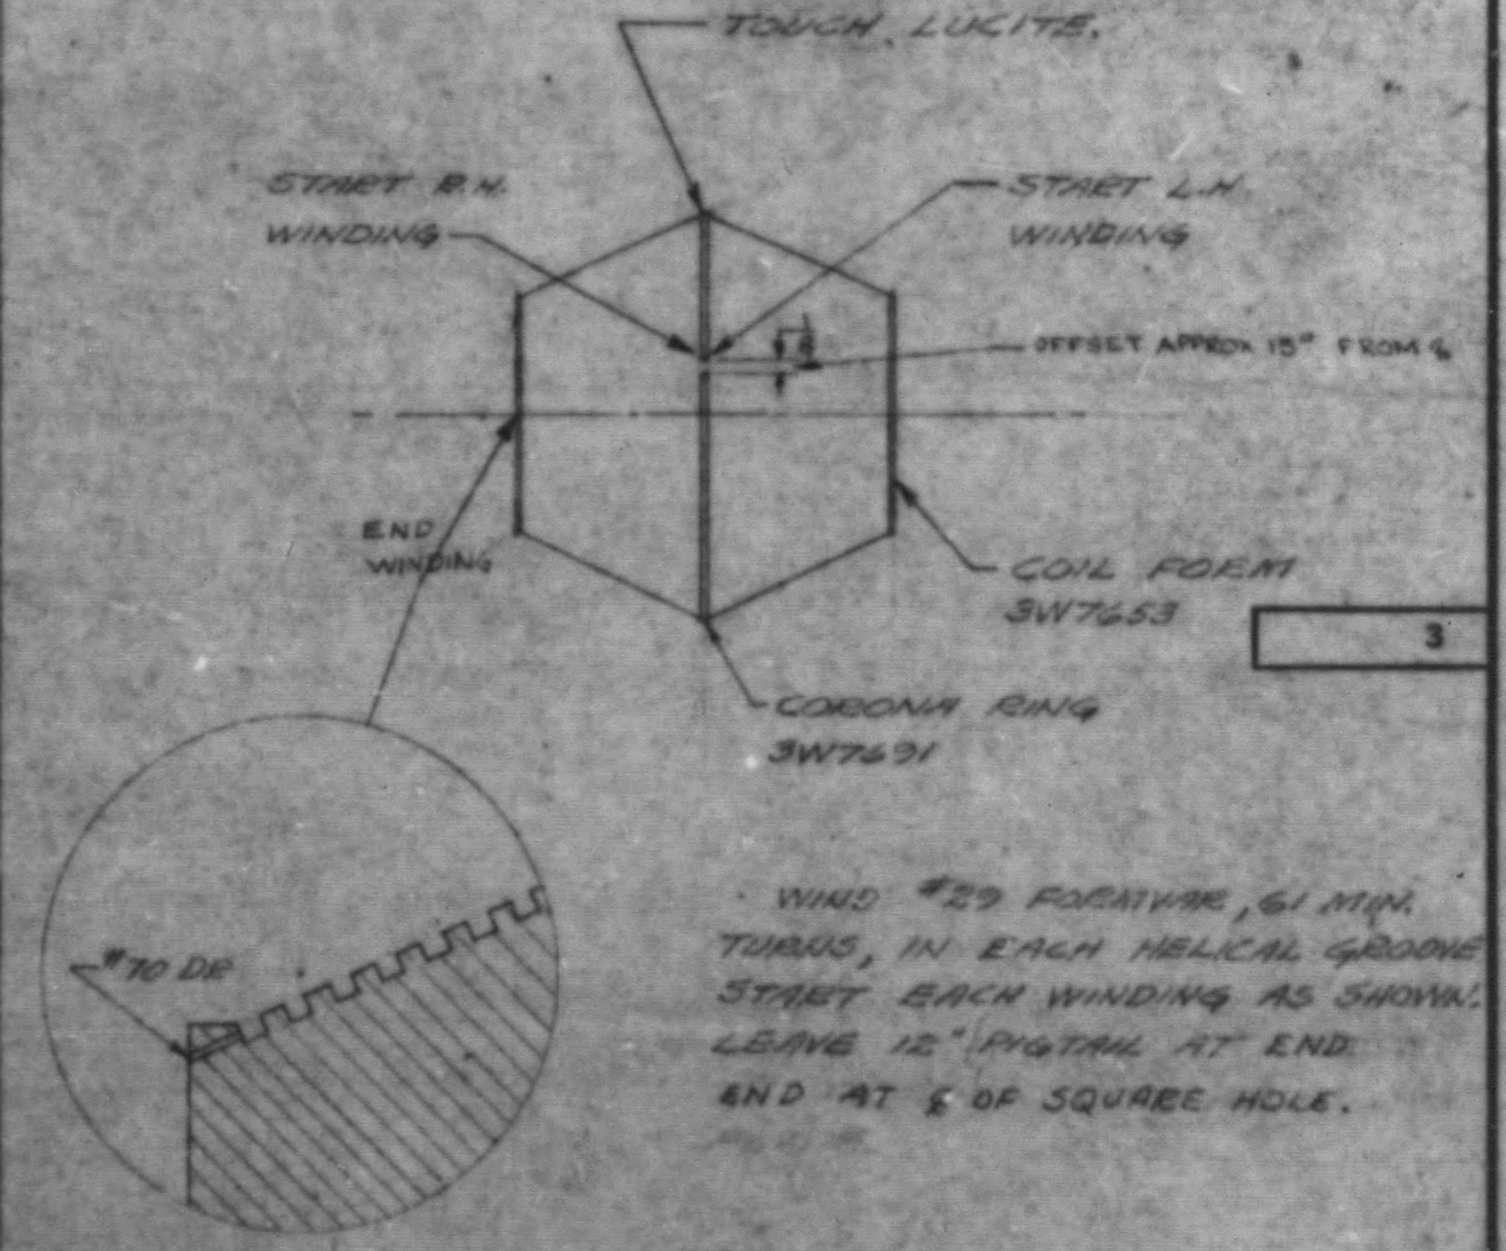 TOUCH LUCITE.
START R.H.
WINDING
START L.H.
WINDING
OFFSET APPROX 15° FROM ℄
END
WINDING
COIL FORM
3W7653
3
CORONA RING
3W7691
#70 DR
WIND #29 FORMVAR, 61 MIN.
TURNS, IN EACH HELICAL GROOVE
START EACH WINDING AS SHOWN.
LEAVE 12" PIGTAIL AT END
END AT ℄ OF SQUARE HOLE.